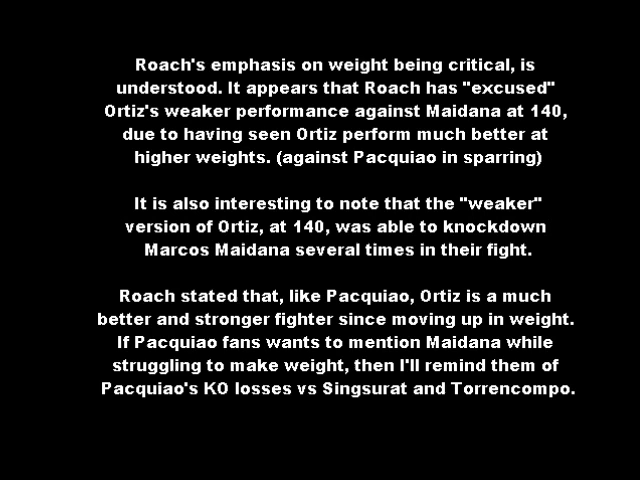 Roach's emphasis on weight being critical, is
understood. It appears that Roach has "excused"
Ortiz's weaker performance against Maidana at 140,
due to having seen Ortiz perform much better at
higher weights. (against Pacquiao in sparring)
It is also interesting to note that the "weaker"
version of Ortiz, at 140, was able to knockdown
Marcos Maidana several times in their fight.
Roach stated that, like Pacquiao, Ortiz is a much
better and stronger fighter since moving up in weight.
If Pacquiao fans wants to mention Maidana while
struggling to make weight, then I'll remind them of
Pacquiao's KO losses vs Singsurat and Torrencompo.